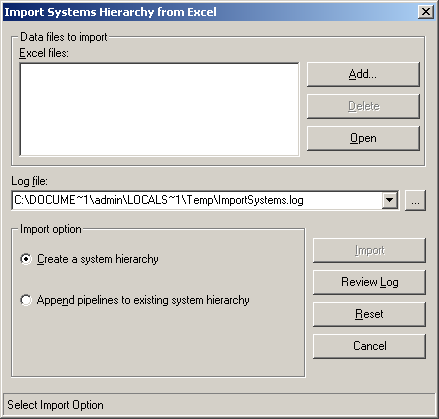 Import Systems Hierarchy from Excel
Data files to import
Excel files:
Add...
Delete
Open
Log file:
C:\DOCUME~1\admin\LOCALS~1\Temp\ImportSystems.log
...
Import option
Create a system hierarchy
Append pipelines to existing system hierarchy
Import
Review Log
Reset
Cancel
Select Import Option